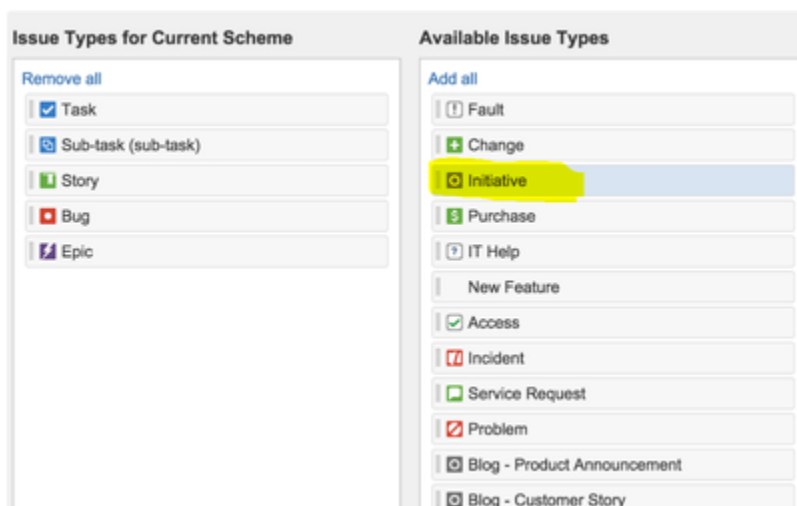 Issue Types for Current Scheme
Remove all
Task
Sub-task (sub-task)
Story
Bug
Epic
Available Issue Types
Add all
Fault
Change
Initiative
Purchase
IT Help
New Feature
Access
Incident
Service Request
Problem
Blog - Product Announcement
Blog - Customer Story